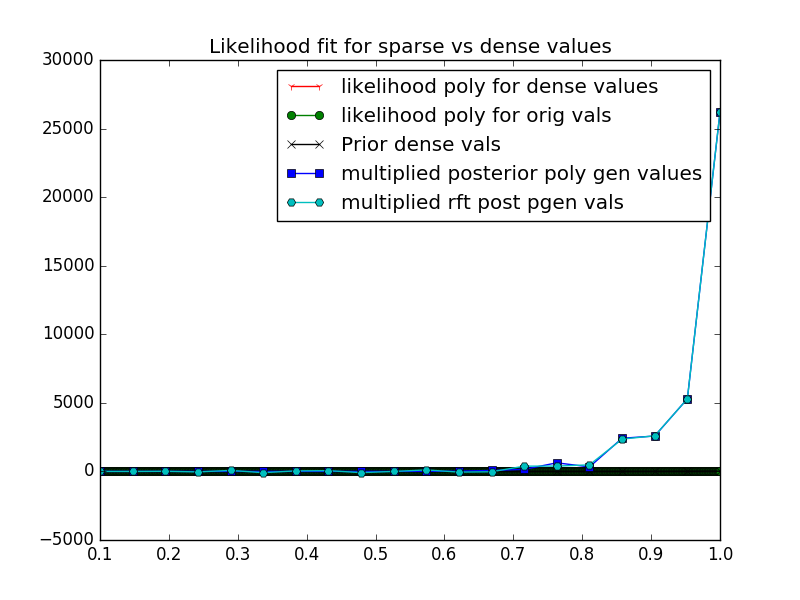 Likelihood fit for sparse vs dense values
30000
25000
20000
15000
10000
5000
0
−5000
likelihood poly for dense values
likelihood poly for orig vals
Prior dense vals
multiplied posterior poly gen values
multiplied rft post pgen vals
0.1 0.2 0.3 0.4 0.5 0.6 0.7 0.8 0.9 1.0